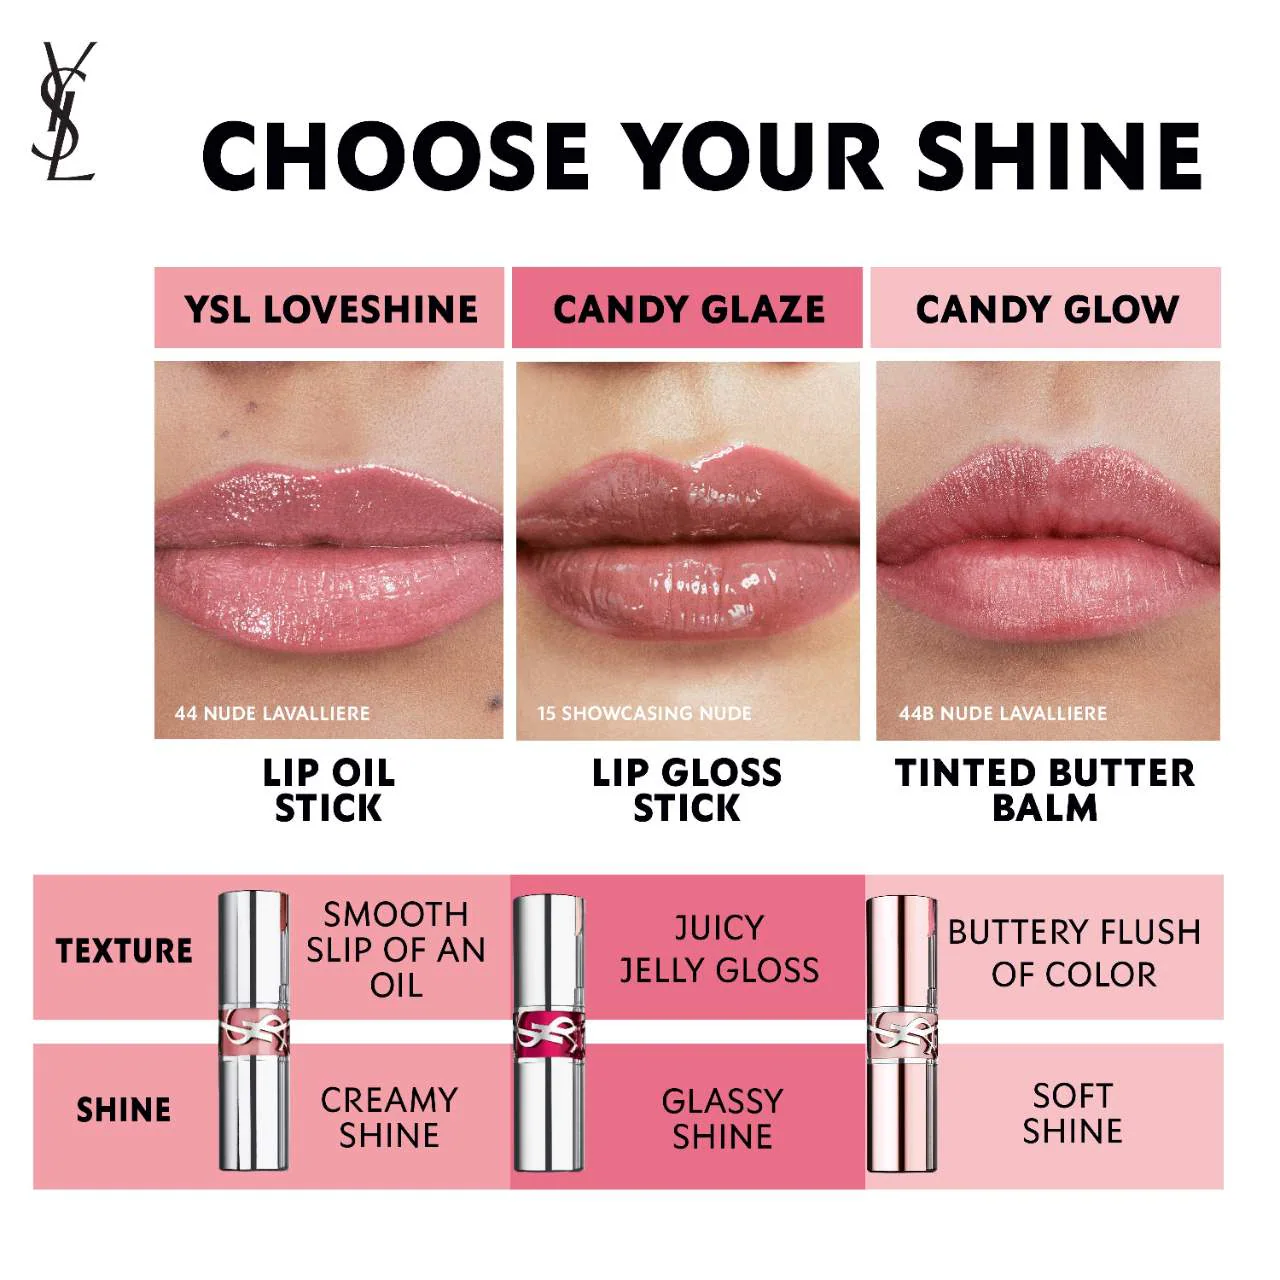 YSL
CHOOSE YOUR SHINE
YSL LOVESHINE
CANDY GLAZE
CANDY GLOW
44 NUDE LAVALLIERE
15 SHOWCASING NUDE
44B NUDE LAVALLIERE
LIP OIL
STICK
LIP GLOSS
STICK
TINTED BUTTER
BALM
TEXTURE
SMOOTH
SLIP OF AN
OIL
JUICY
JELLY GLOSS
BUTTERY FLUSH
OF COLOR
SHINE
CREAMY
SHINE
GLASSY
SHINE
SOFT
SHINE